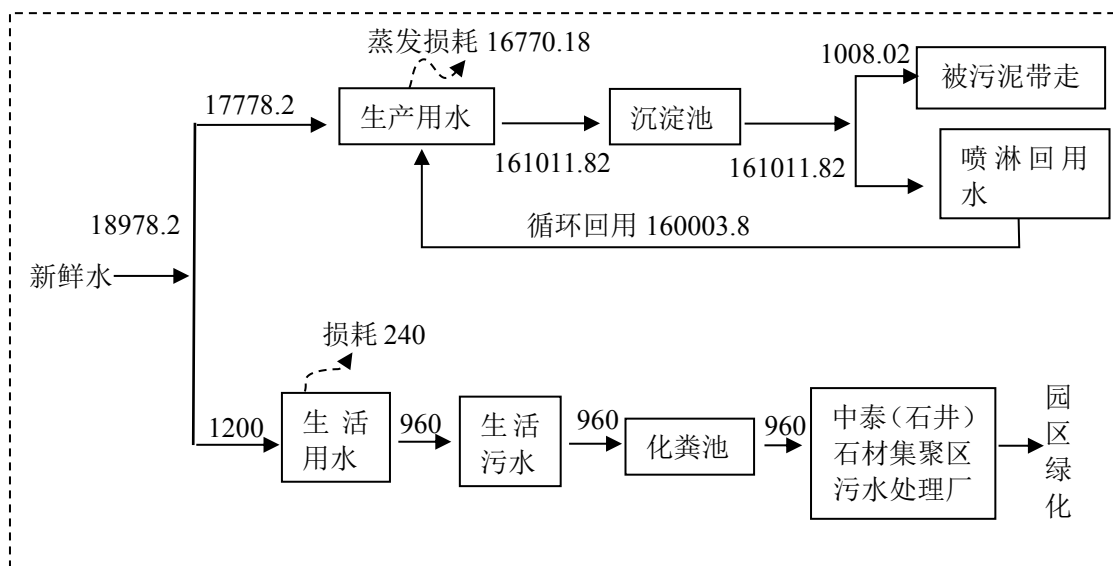 蒸发损耗 16770.18
1008.02
被污泥带走
17778.2
生产用水
沉淀池
161011.82
161011.82
喷淋回用
水
18978.2
循环回用 160003.8
新鲜水
损耗 240
1200
生活
用水
960
生活
污水
960
化粪池
960
中泰（石井）
石材集聚区
污水处理厂
园
区
绿
化